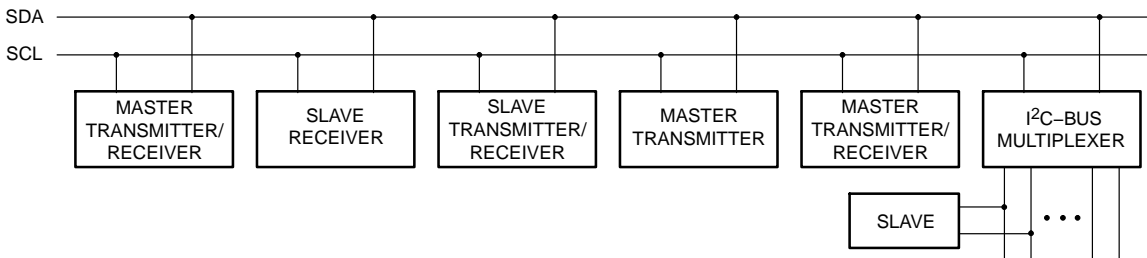 SDA
SCL
MASTER
TRANSMITTER/
RECEIVER
SLAVE
RECEIVER
SLAVE
TRANSMITTER/
RECEIVER
MASTER
TRANSMITTER
MASTER
TRANSMITTER/
RECEIVER
I²C–BUS
MULTIPLEXER
SLAVE
• • •